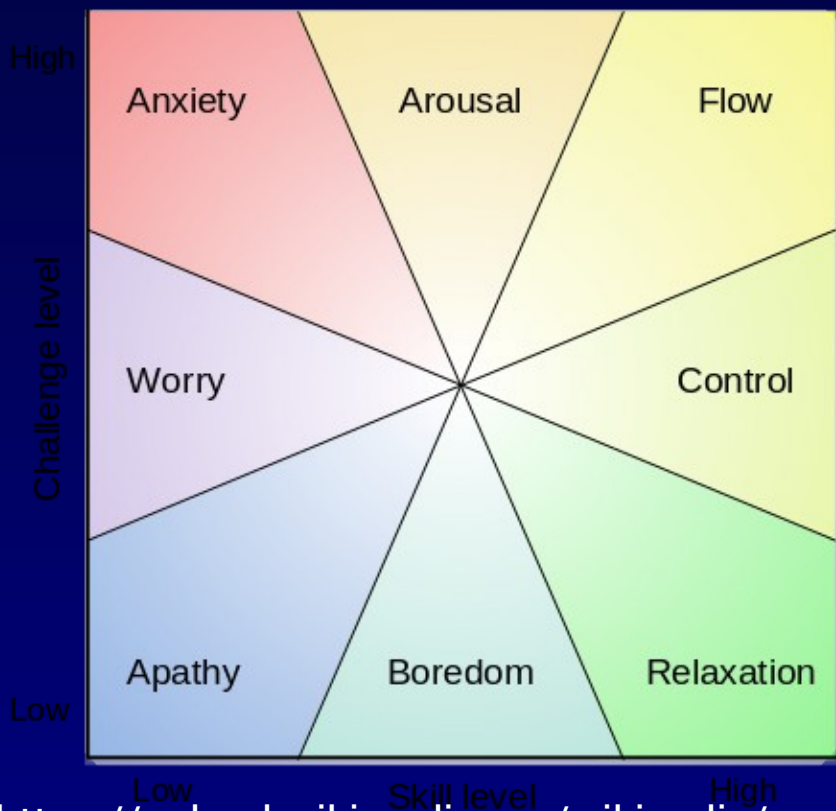 High
Anxiety
Arousal
Flow
Challenge level
Worry
Control
Apathy
Boredom
Relaxation
Low
Low
Skill level
High